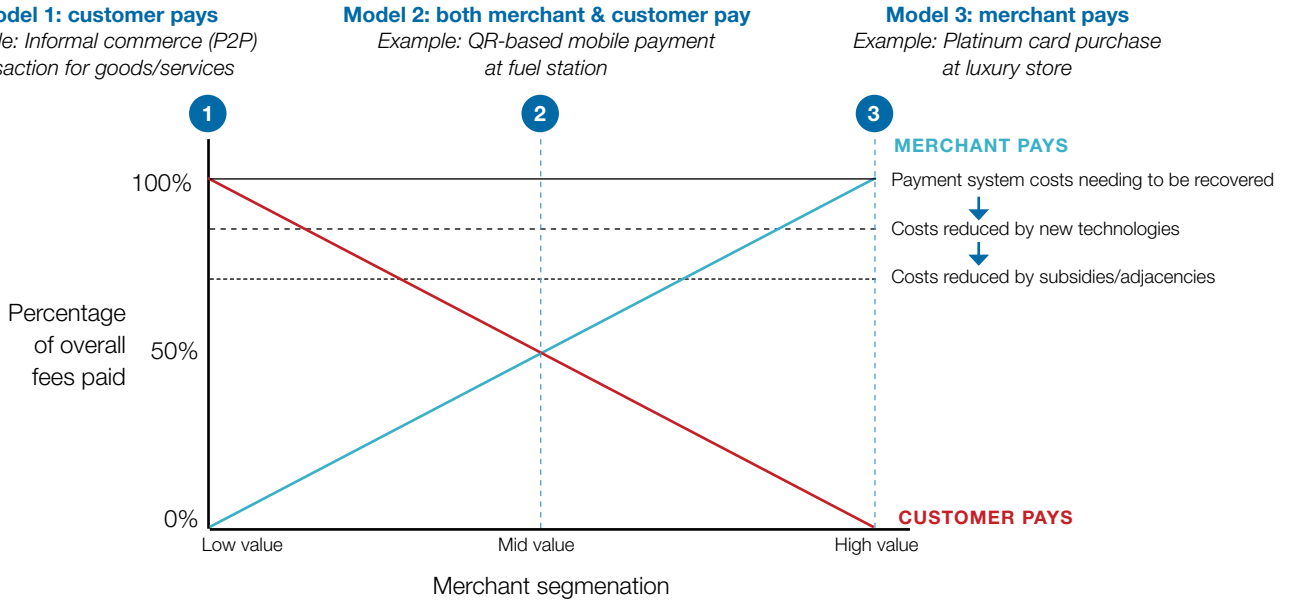 odel 1: customer pays
le: Informal commerce (P2P)
saction for goods/services
Model 2: both merchant & customer pay
Example: QR-based mobile payment
at fuel station
Model 3: merchant pays
Example: Platinum card purchase
at luxury store
1
2
3
MERCHANT PAYS
100%
Payment system costs needing to be recovered
Costs reduced by new technologies
Costs reduced by subsidies/adjacencies
Percentage
of overall
fees paid
50%
0%
CUSTOMER PAYS
Low value
Mid value
High value
Merchant segmenation